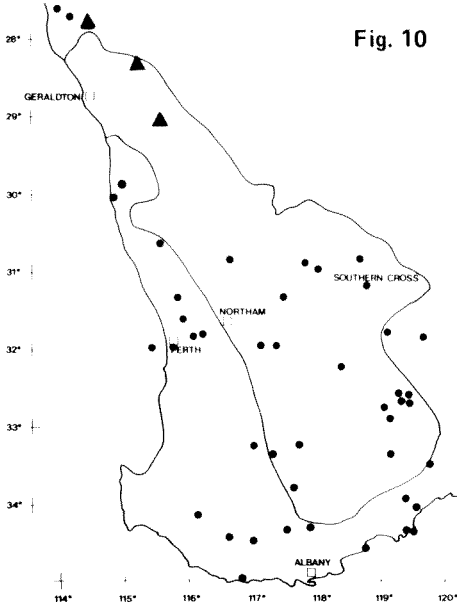 Fig. 10
28°
GERALDTON
29°
30°
31°
SOUTHERN CROSS
NORTHAM
32°
PERTH
33°
34°
ALBANY
114° 115° 116° 117° 118° 119° 120°